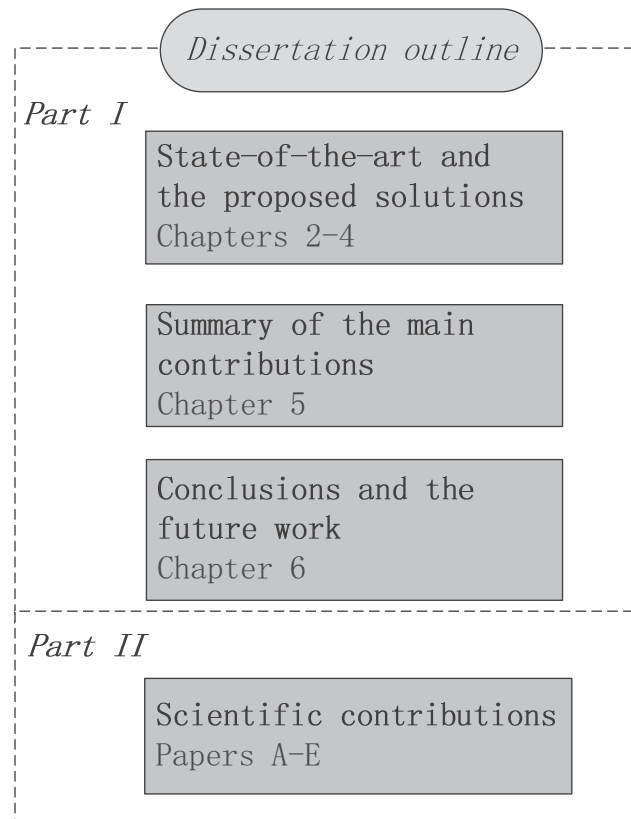 Dissertation outline
Part I
State-of-the-art and
the proposed solutions
Chapters 2-4
Summary of the main
contributions
Chapter 5
Conclusions and the
future work
Chapter 6
Part II
Scientific contributions
Papers A-E